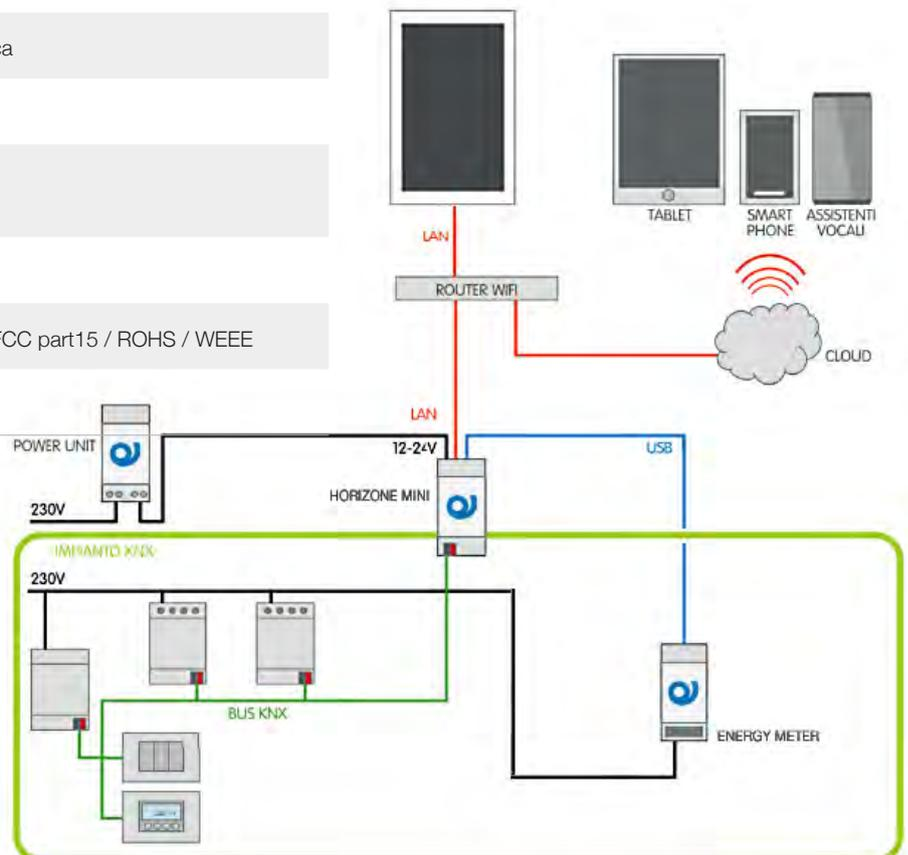 ca
FCC part15 / ROHS / WEEE
TABLET
SMART
PHONE
ASSISTENTI
VOCALI
LAN
ROUTER WIFI
CLOUD
LAN
POWER UNIT
12-24V
USB
HORIZONE MINI
230V
IMPIANTO KNX
230V
BUS KNX
ENERGY METER